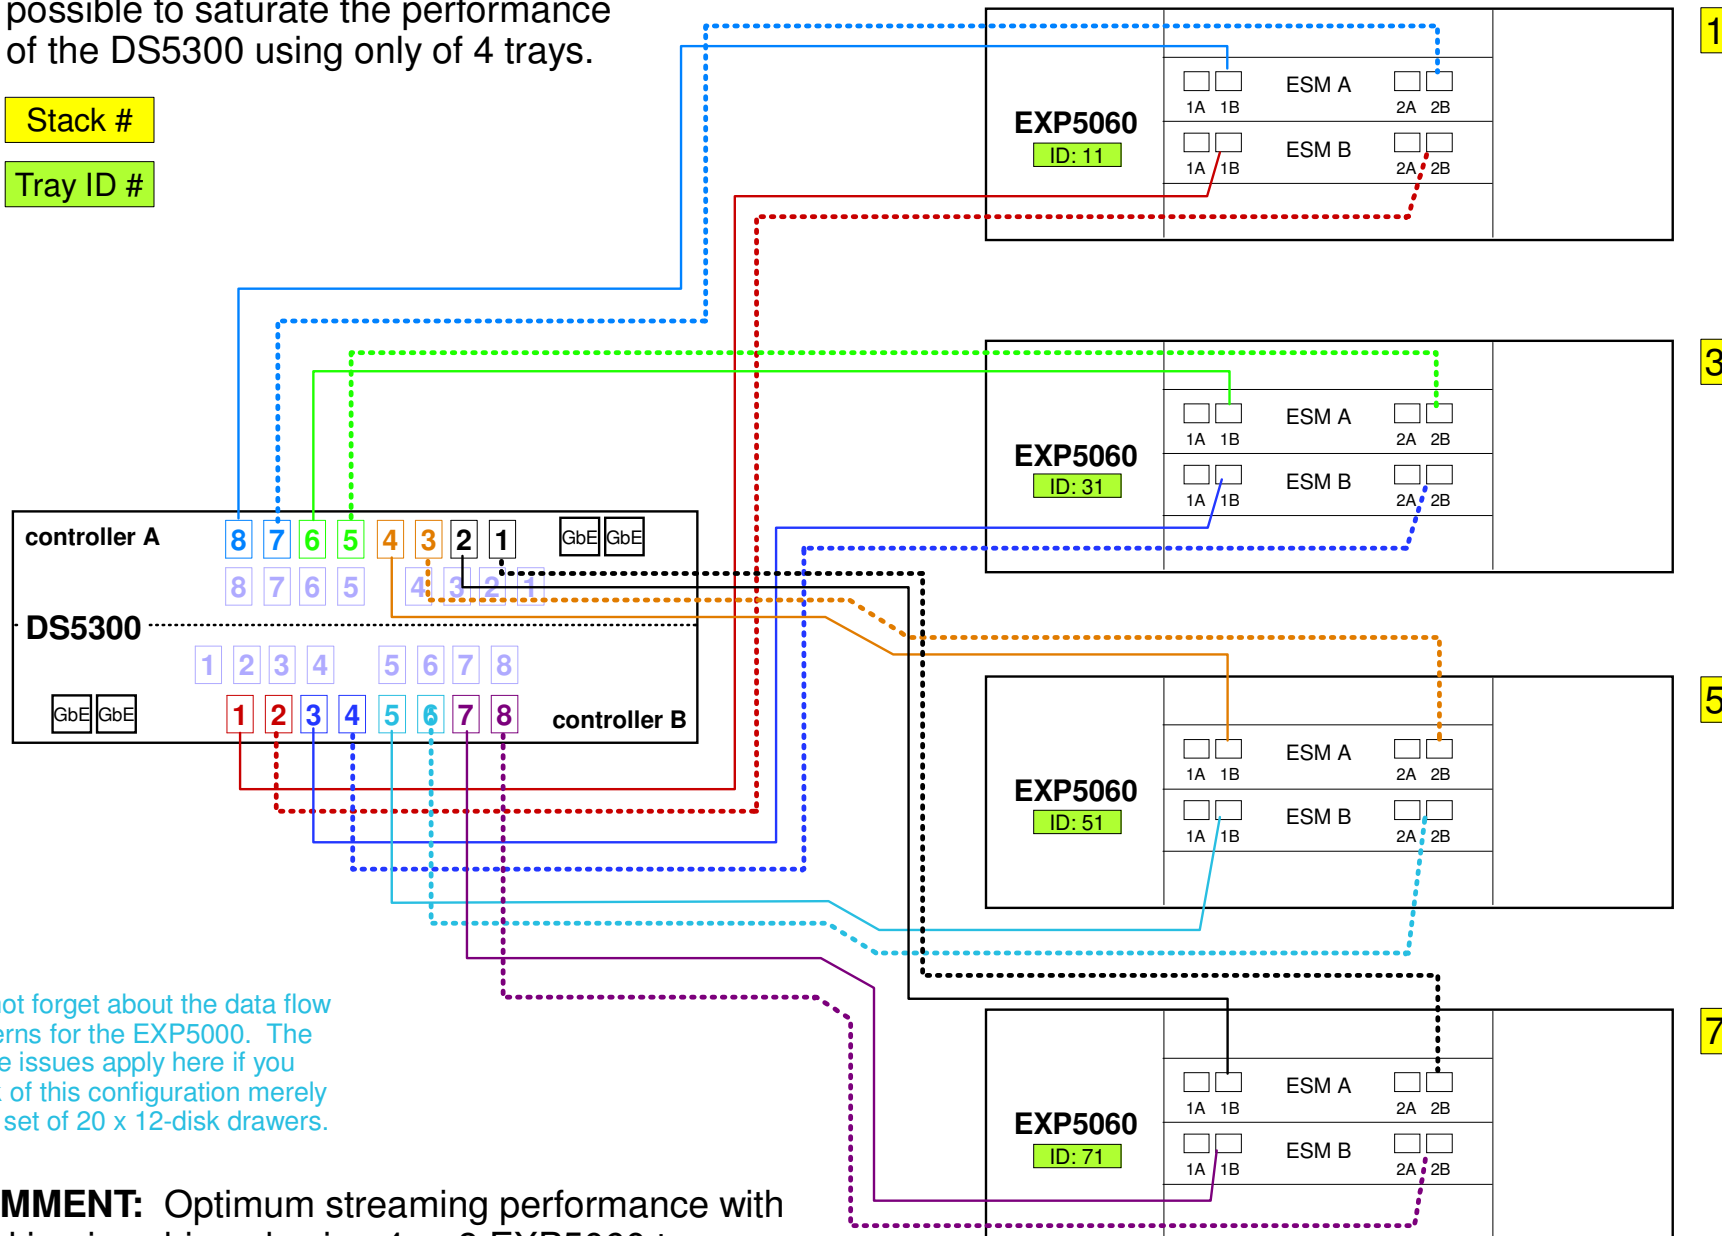 possible to saturate the performance
of the DS5300 using only of 4 trays.
Stack #
Tray ID #
1
EXP5060
ID: 11
ESM A
1A 1B
2A 2B
ESM B
1A 1B
2A 2B
3
EXP5060
ID: 31
ESM A
1A 1B
2A 2B
ESM B
1A 1B
2A 2B
controller A
8 7 6 5 4 3 2 1
GbE GbE
8 7 6 5 4 3 2 1
DS5300
1 2 3 4 5 6 7 8
GbE GbE
1 2 3 4 5 6 7 8
controller B
5
EXP5060
ID: 51
ESM A
1A 1B
2A 2B
ESM B
1A 1B
2A 2B
7
EXP5060
ID: 71
ESM A
1A 1B
2A 2B
ESM B
1A 1B
2A 2B
not forget about the data flow
erns for the EXP5000. The
e issues apply here if you
of this configuration merely
set of 20 x 12-disk drawers.
MMENT: Optimum streaming performance with